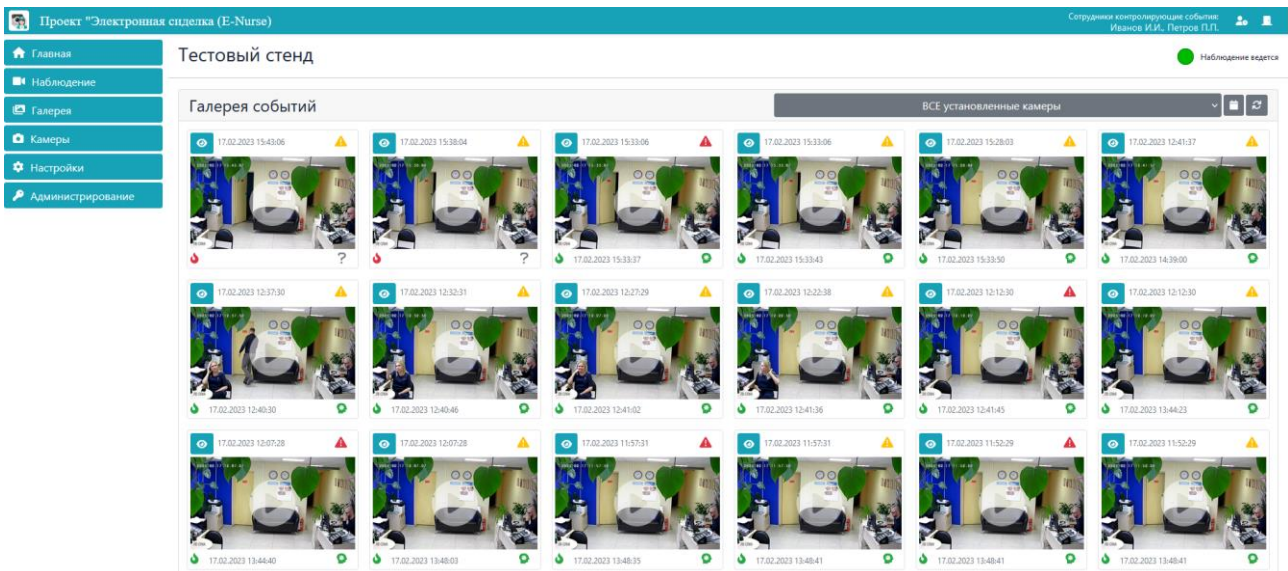 Проект "Электронная сиделка (E-Nurse)
Сотрудники контролирующие события:
Иванов И.И., Петров П.П.
Главная
Наблюдение
Галерея
Камеры
Настройки
Администрирование
Тестовый стенд
Наблюдение ведется
Галерея событий
ВСЕ установленные камеры
17.02.2023 15:43:06
17.02.2023 15:38:04
17.02.2023 15:33:06
17.02.2023 15:33:06
17.02.2023 15:28:03
17.02.2023 12:41:37
?
?
17.02.2023 15:33:37
17.02.2023 15:33:43
17.02.2023 15:33:50
17.02.2023 14:39:00
17.02.2023 12:37:30
17.02.2023 12:32:31
17.02.2023 12:27:29
17.02.2023 12:22:38
17.02.2023 12:12:30
17.02.2023 12:12:30
17.02.2023 12:40:30
17.02.2023 12:40:46
17.02.2023 12:41:02
17.02.2023 12:41:36
17.02.2023 12:41:45
17.02.2023 13:44:23
17.02.2023 12:07:28
17.02.2023 12:07:28
17.02.2023 11:57:31
17.02.2023 11:57:31
17.02.2023 11:52:29
17.02.2023 11:52:29
17.02.2023 13:44:40
17.02.2023 13:48:03
17.02.2023 13:48:35
17.02.2023 13:48:41
17.02.2023 13:48:41
17.02.2023 13:48:41